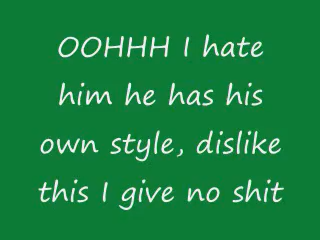 OOHHH I hate
him he has his
own style, dislike
this I give no shit